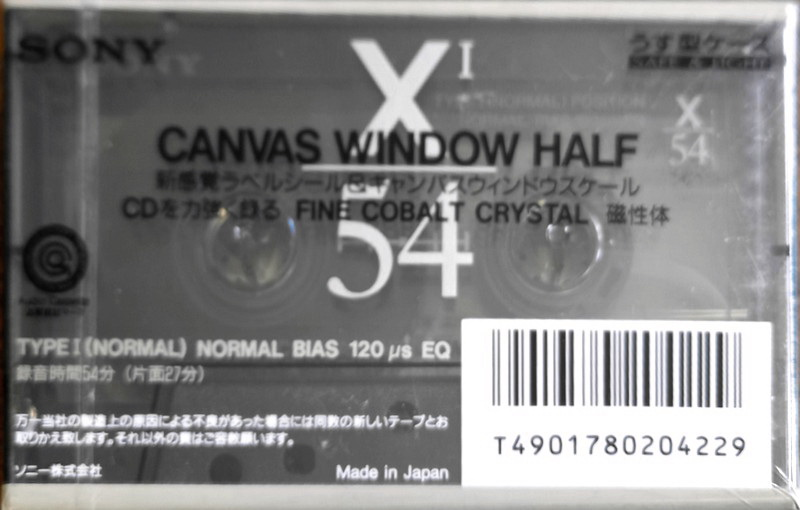 SONY
うす型ケース
SAFE & LIGHT
X I
X
54
CANVAS WINDOW HALF
新感覚ラベルシール&キャンバスウィンドウスケール
CDを力強く録る FINE COBALT CRYSTAL 磁性体
54
TYPE I (NORMAL) NORMAL BIAS 120 µs EQ
録音時間54分 (片面27分)
万一当社の製造上の原因による不良があった場合には同数の新しいテープとお
取りかえ致します。それ以外の責はご容赦願います。
ソニー株式会社
Made in Japan
T4901780204229